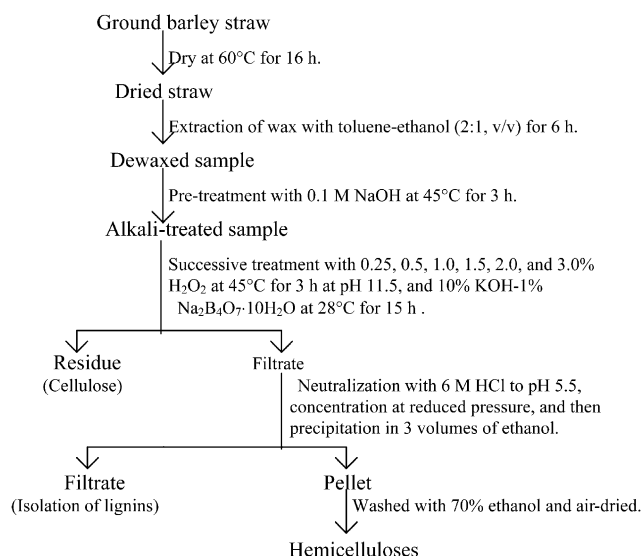 Ground barley straw
Dry at 60°C for 16 h.
Dried straw
Extraction of wax with toluene-ethanol (2:1, v/v) for 6 h.
Dewaxed sample
Pre-treatment with 0.1 M NaOH at 45°C for 3 h.
Alkali-treated sample
Successive treatment with 0.25, 0.5, 1.0, 1.5, 2.0, and 3.0%
H₂O₂ at 45°C for 3 h at pH 11.5, and 10% KOH-1%
Na₂B₄O₇·10H₂O at 28°C for 15 h .
Residue
(Cellulose)
Filtrate
Neutralization with 6 M HCl to pH 5.5,
concentration at reduced pressure, and then
precipitation in 3 volumes of ethanol.
Filtrate
(Isolation of lignins)
Pellet
Washed with 70% ethanol and air-dried.
Hemicelluloses